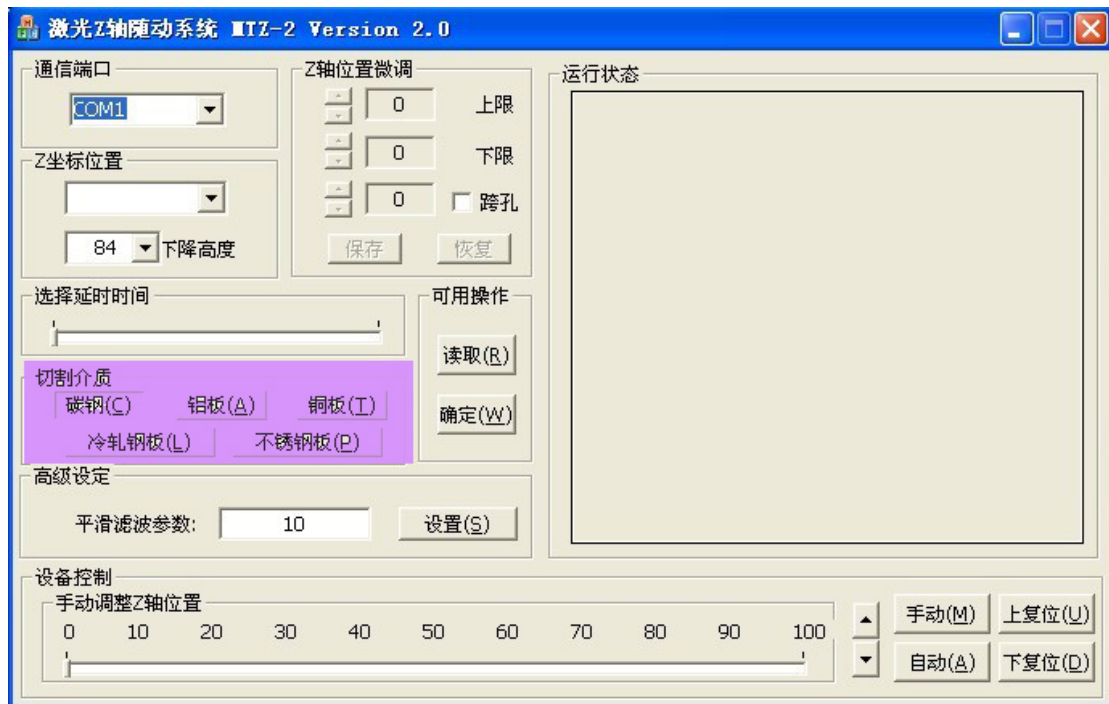 激光Z轴随动系统 MTZ-2 Version 2.0
通信端口
COM1
Z坐标位置
84 下降高度
Z轴位置微调
0 上限
0 下限
0 跨孔
保存 恢复
运行状态
选择延时时间
可用操作
读取(R)
确定(W)
切割介质
碳钢(C) 铝板(A) 铜板(T)
冷轧钢板(L) 不锈钢板(P)
高级设定
平滑滤波参数: 10 设置(S)
设备控制
手动调整Z轴位置
0 10 20 30 40 50 60 70 80 90 100
手动(M) 上复位(U)
自动(A) 下复位(D)